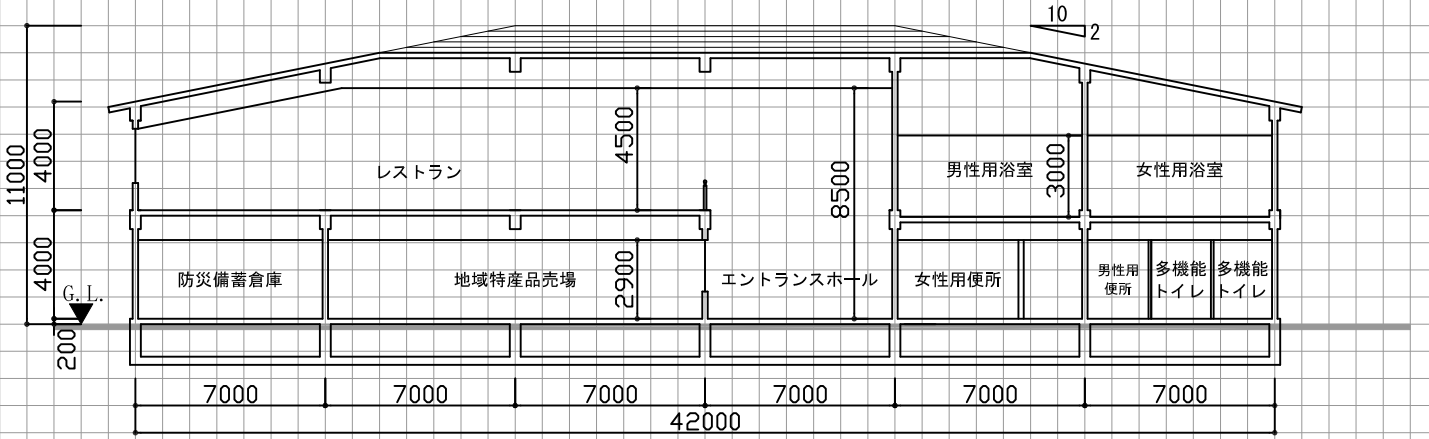 10
2
11000
4000
4500
8500
3000
レストラン
男性用浴室
女性用浴室
4000
2900
防災備蓄倉庫
地域特産品売場
エントランスホール
女性用便所
男性用
便所
多機能
トイレ
多機能
トイレ
G.L.
200
7000
7000
7000
7000
7000
7000
42000